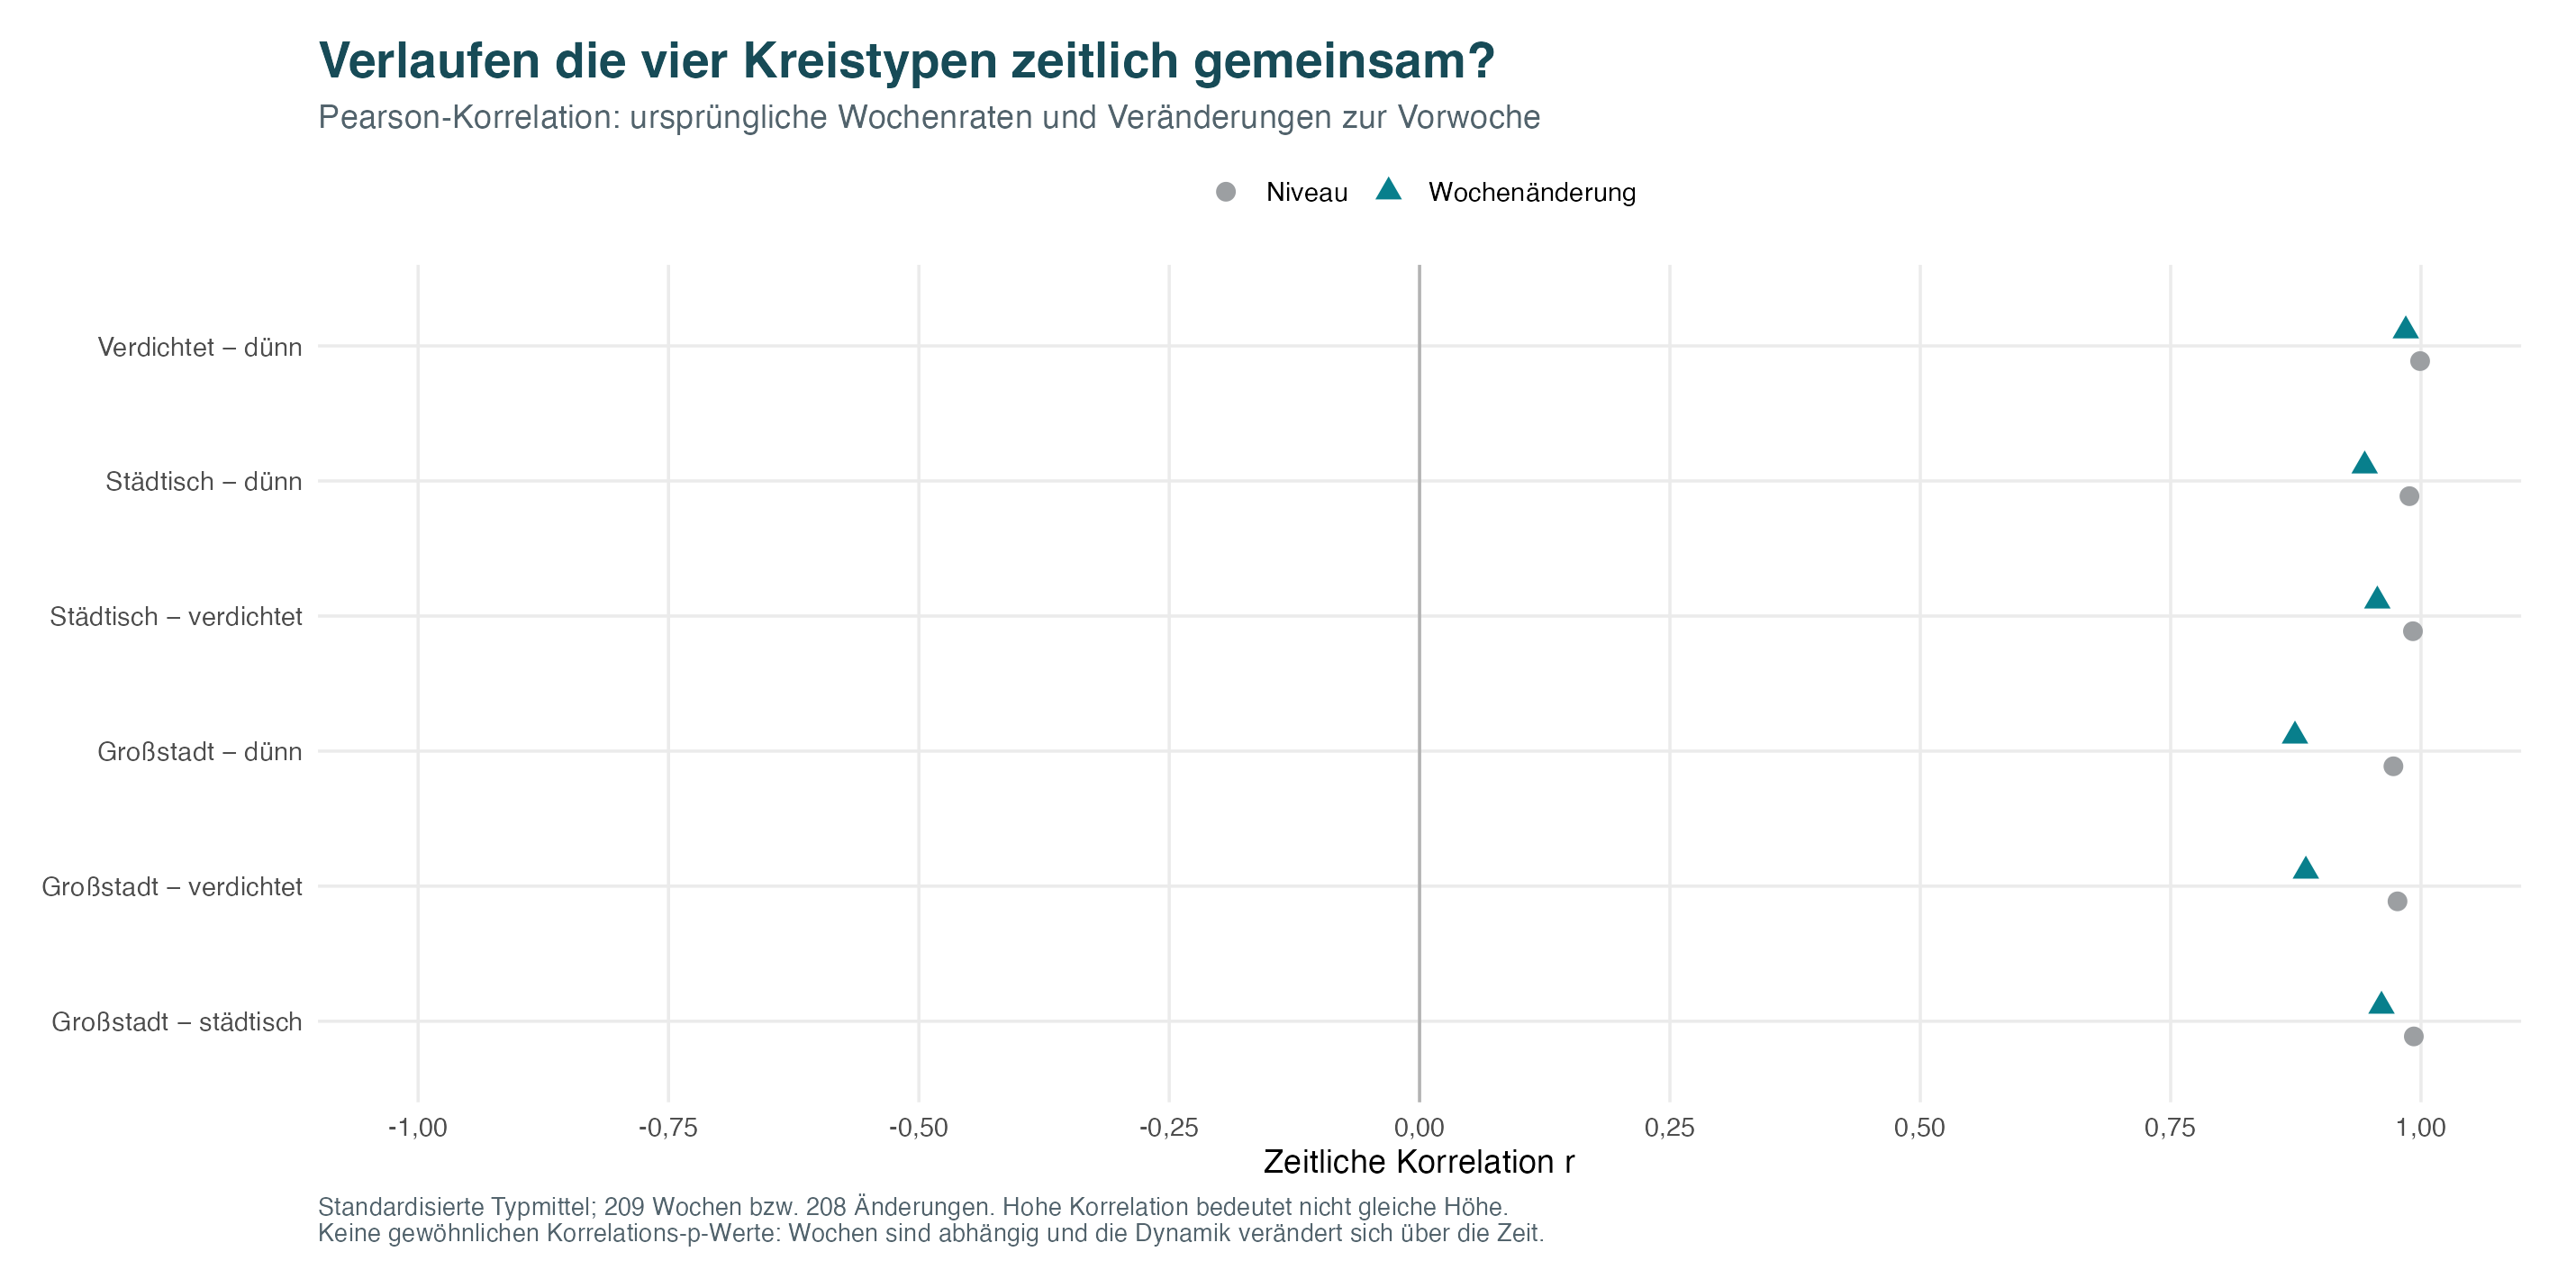 Verlaufen die vier Kreistypen zeitlich gemeinsam?
Pearson-Korrelation: ursprüngliche Wochenraten und Veränderungen zur Vorwoche
Niveau Wochenänderung
Verdichtet – dünn
Städtisch – dünn
Städtisch – verdichtet
Großstadt – dünn
Großstadt – verdichtet
Großstadt – städtisch
-1,00 -0,75 -0,50 -0,25 0,00 0,25 0,50 0,75 1,00
Zeitliche Korrelation r
Standardisierte Typmittel; 209 Wochen bzw. 208 Änderungen. Hohe Korrelation bedeutet nicht gleiche Höhe.
Keine gewöhnlichen Korrelations-p-Werte: Wochen sind abhängig und die Dynamik verändert sich über die Zeit.